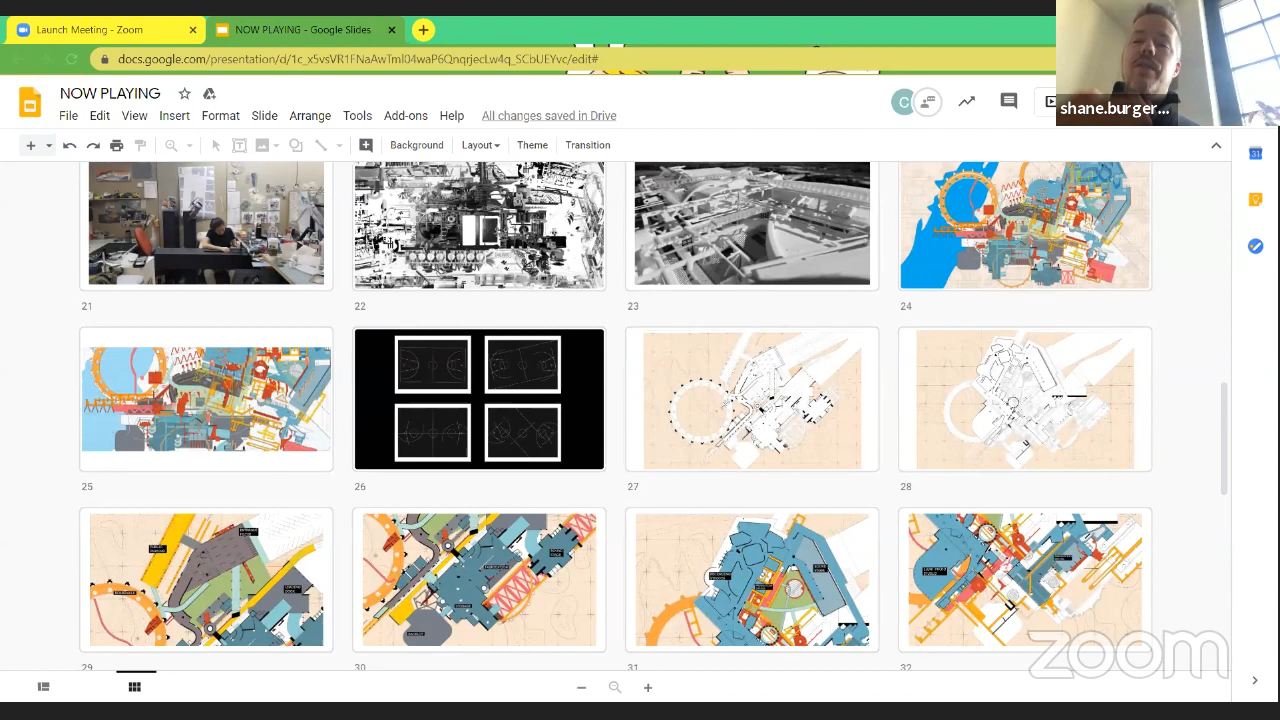 Launch Meeting - Zoom
NOW PLAYING - Google Slides
docs.google.com/presentation/d/1c_x5vsVR1FNaAwTml04waP6QnqrjecLw4q_SCbUEYvc/edit#
NOW PLAYING
C
shane.burger...
File Edit View Insert Format Slide Arrange Tools Add-ons Help All changes saved in Drive
Background Layout Theme Transition
31
21 22 23 24
25 26 27 28
29 30 31 32
zoom